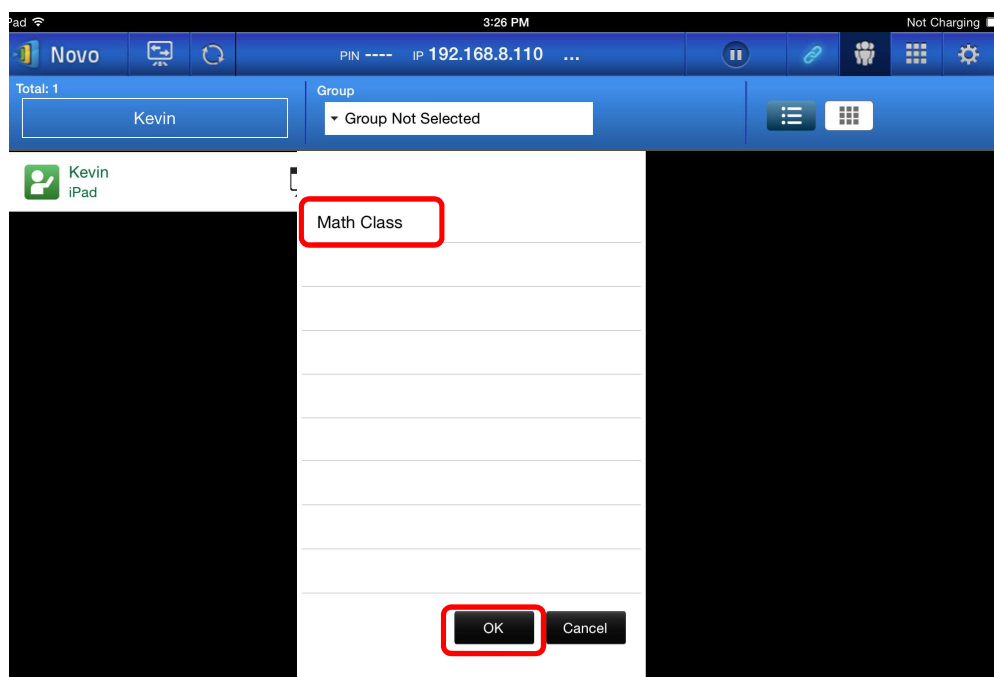 Pad 3:26 PM Not Charging
Novo PIN ---- IP 192.168.8.110 ...
Total: 1 Group
Kevin Group Not Selected
Kevin
iPad
Math Class
OK Cancel